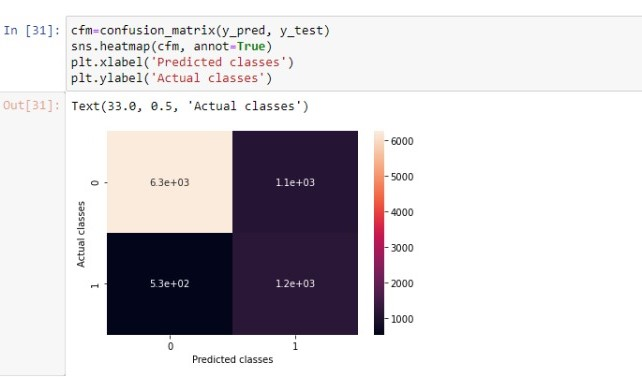 In [31]: cfm=confusion_matrix(y_pred, y_test)
sns.heatmap(cfm, annot=True)
plt.xlabel('Predicted classes')
plt.ylabel('Actual classes')
Out[31]: Text(33.0, 0.5, 'Actual classes')
6000
5000
4000
3000
2000
1000
Actual classes
0
6.3e+03 1.1e+03
1
5.3e+02 1.2e+03
0 1
Predicted classes